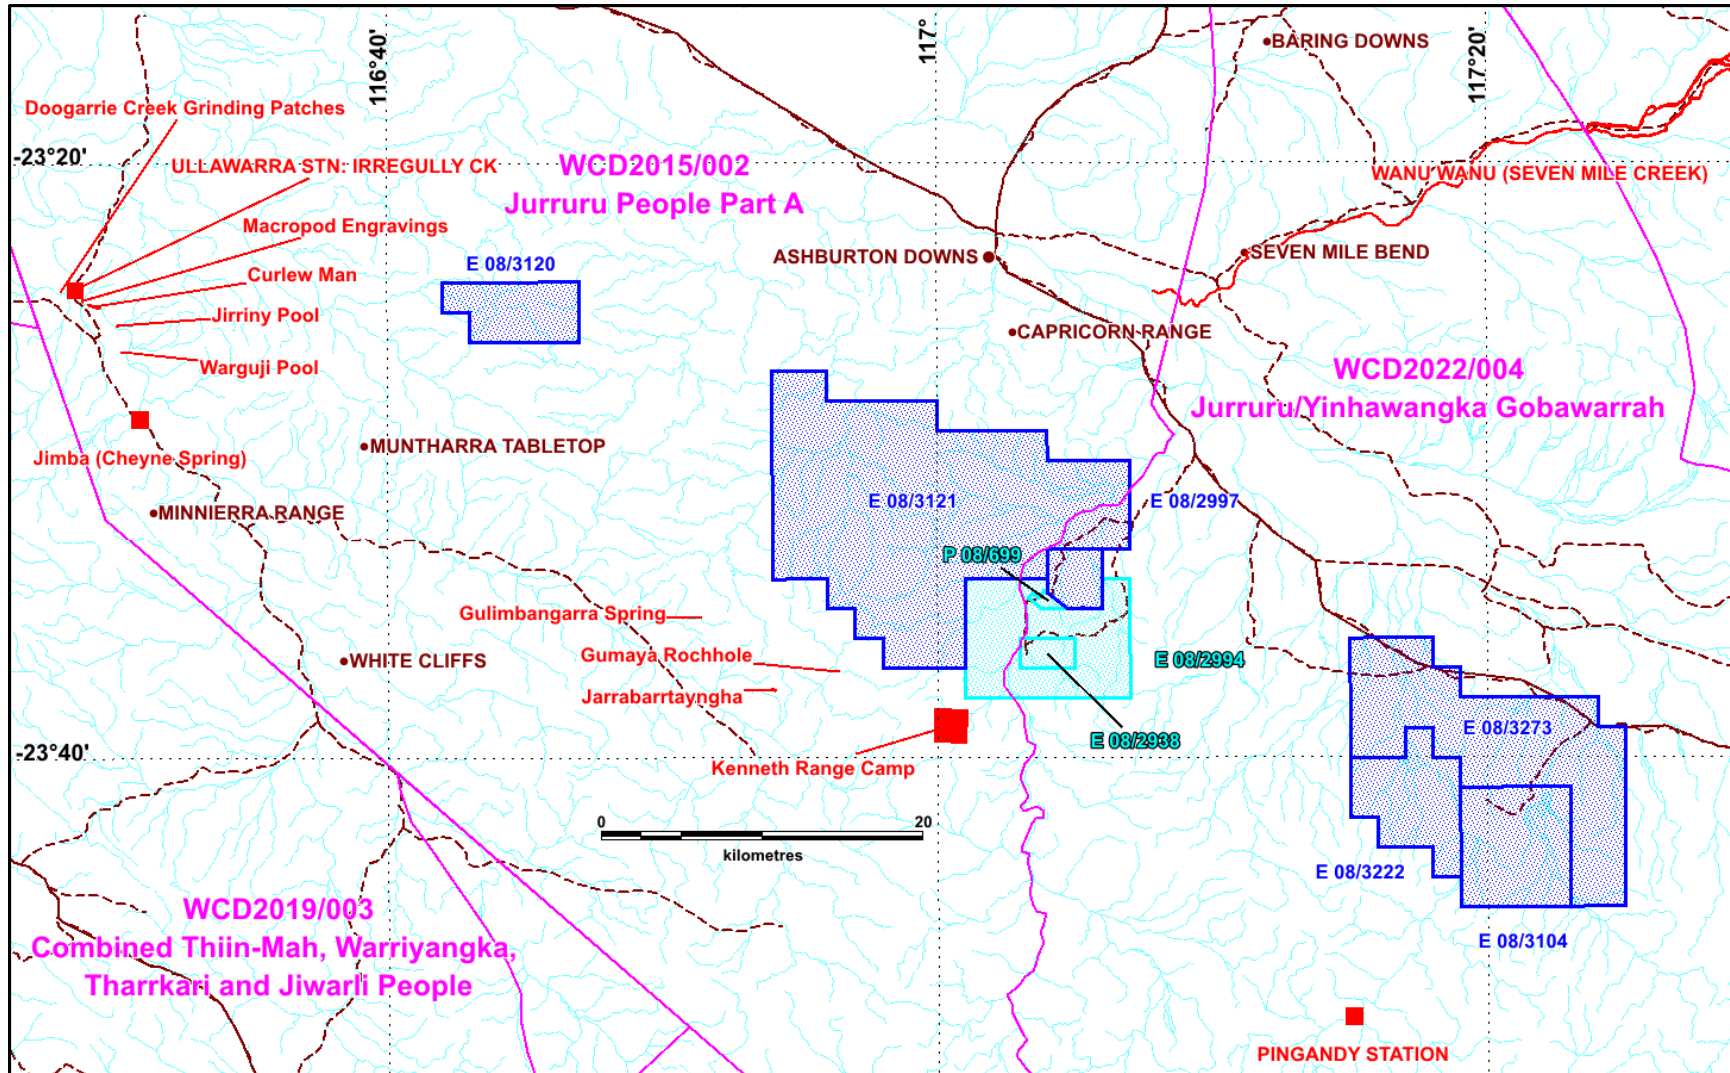 116°40'
117°
117°20'
BARING DOWNS
Doogarrie Creek Grinding Patches
-23°20'
ULLAWARRA STN: IRREGULLY CK
WCD2015/002
Jurruru People Part A
WANU WANU (SEVEN MILE CREEK)
Macropod Engravings
E 08/3120
ASHBURTON DOWNS
SEVEN MILE BEND
Curlew Man
Jirriny Pool
CAPRICORN RANGE
Warguji Pool
WCD2022/004
Jurruru/Yinhawangka Gobawarrah
MUNTHARRA TABLETOP
Jimba (Cheyne Spring)
E 08/3121
E 08/2997
MINNIERRA RANGE
P 08/699
Gulimbangarra Spring
Gumaya Rochhole
WHITE CLIFFS
E 08/2994
Jarrabarrtayngha
E 08/3273
E 08/2938
-23°40'
Kenneth Range Camp
0
20
kilometres
E 08/3222
WCD2019/003
Combined Thiin-Mah, Warriyangka,
Tharrkari and Jiwarli People
E 08/3104
PINGANDY STATION